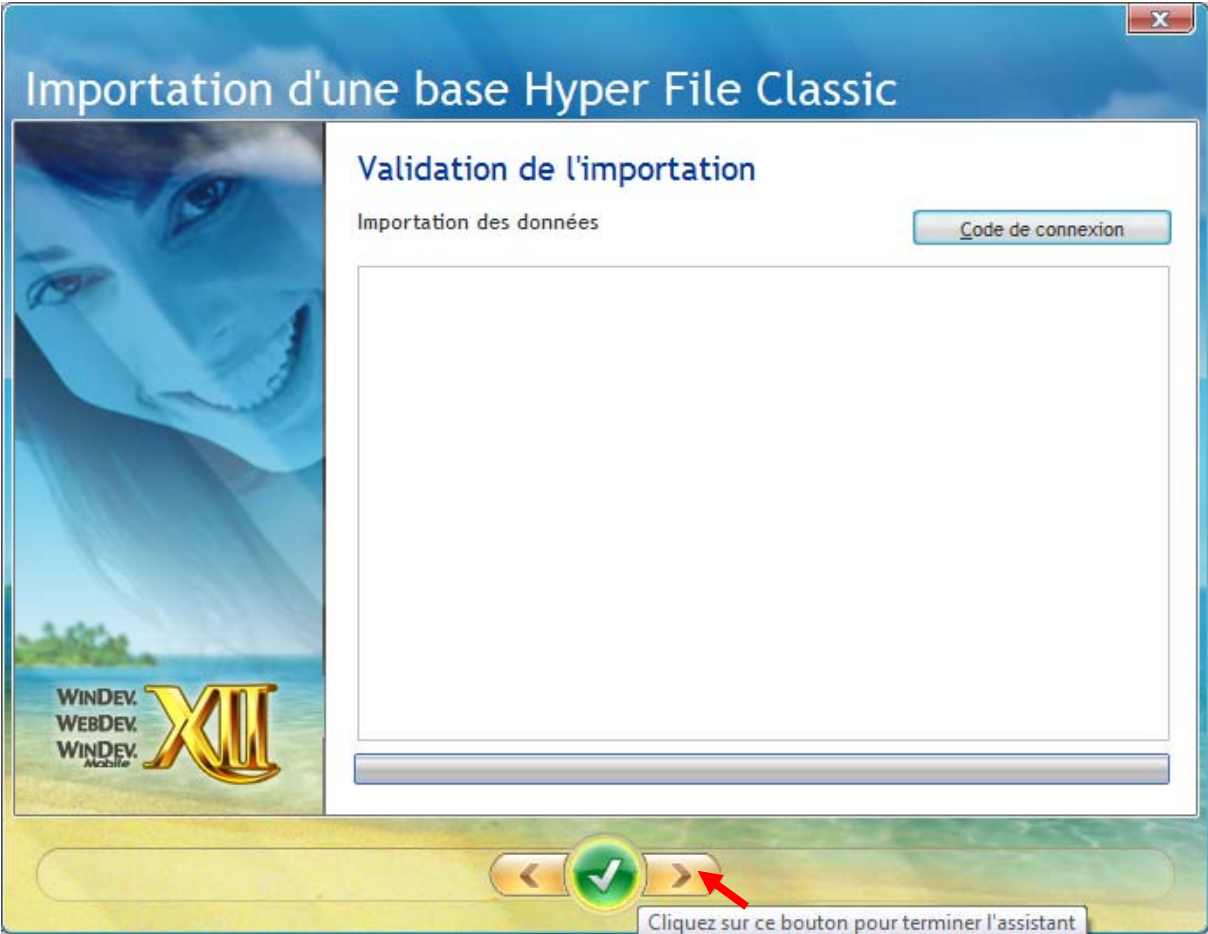 X
Importation d'une base Hyper File Classic
Validation de l'importation
Importation des données
Code de connexion
WINDEV.
WEBDEV.
WINDEV.
Mobile
XII
Cliquez sur ce bouton pour terminer l'assistant